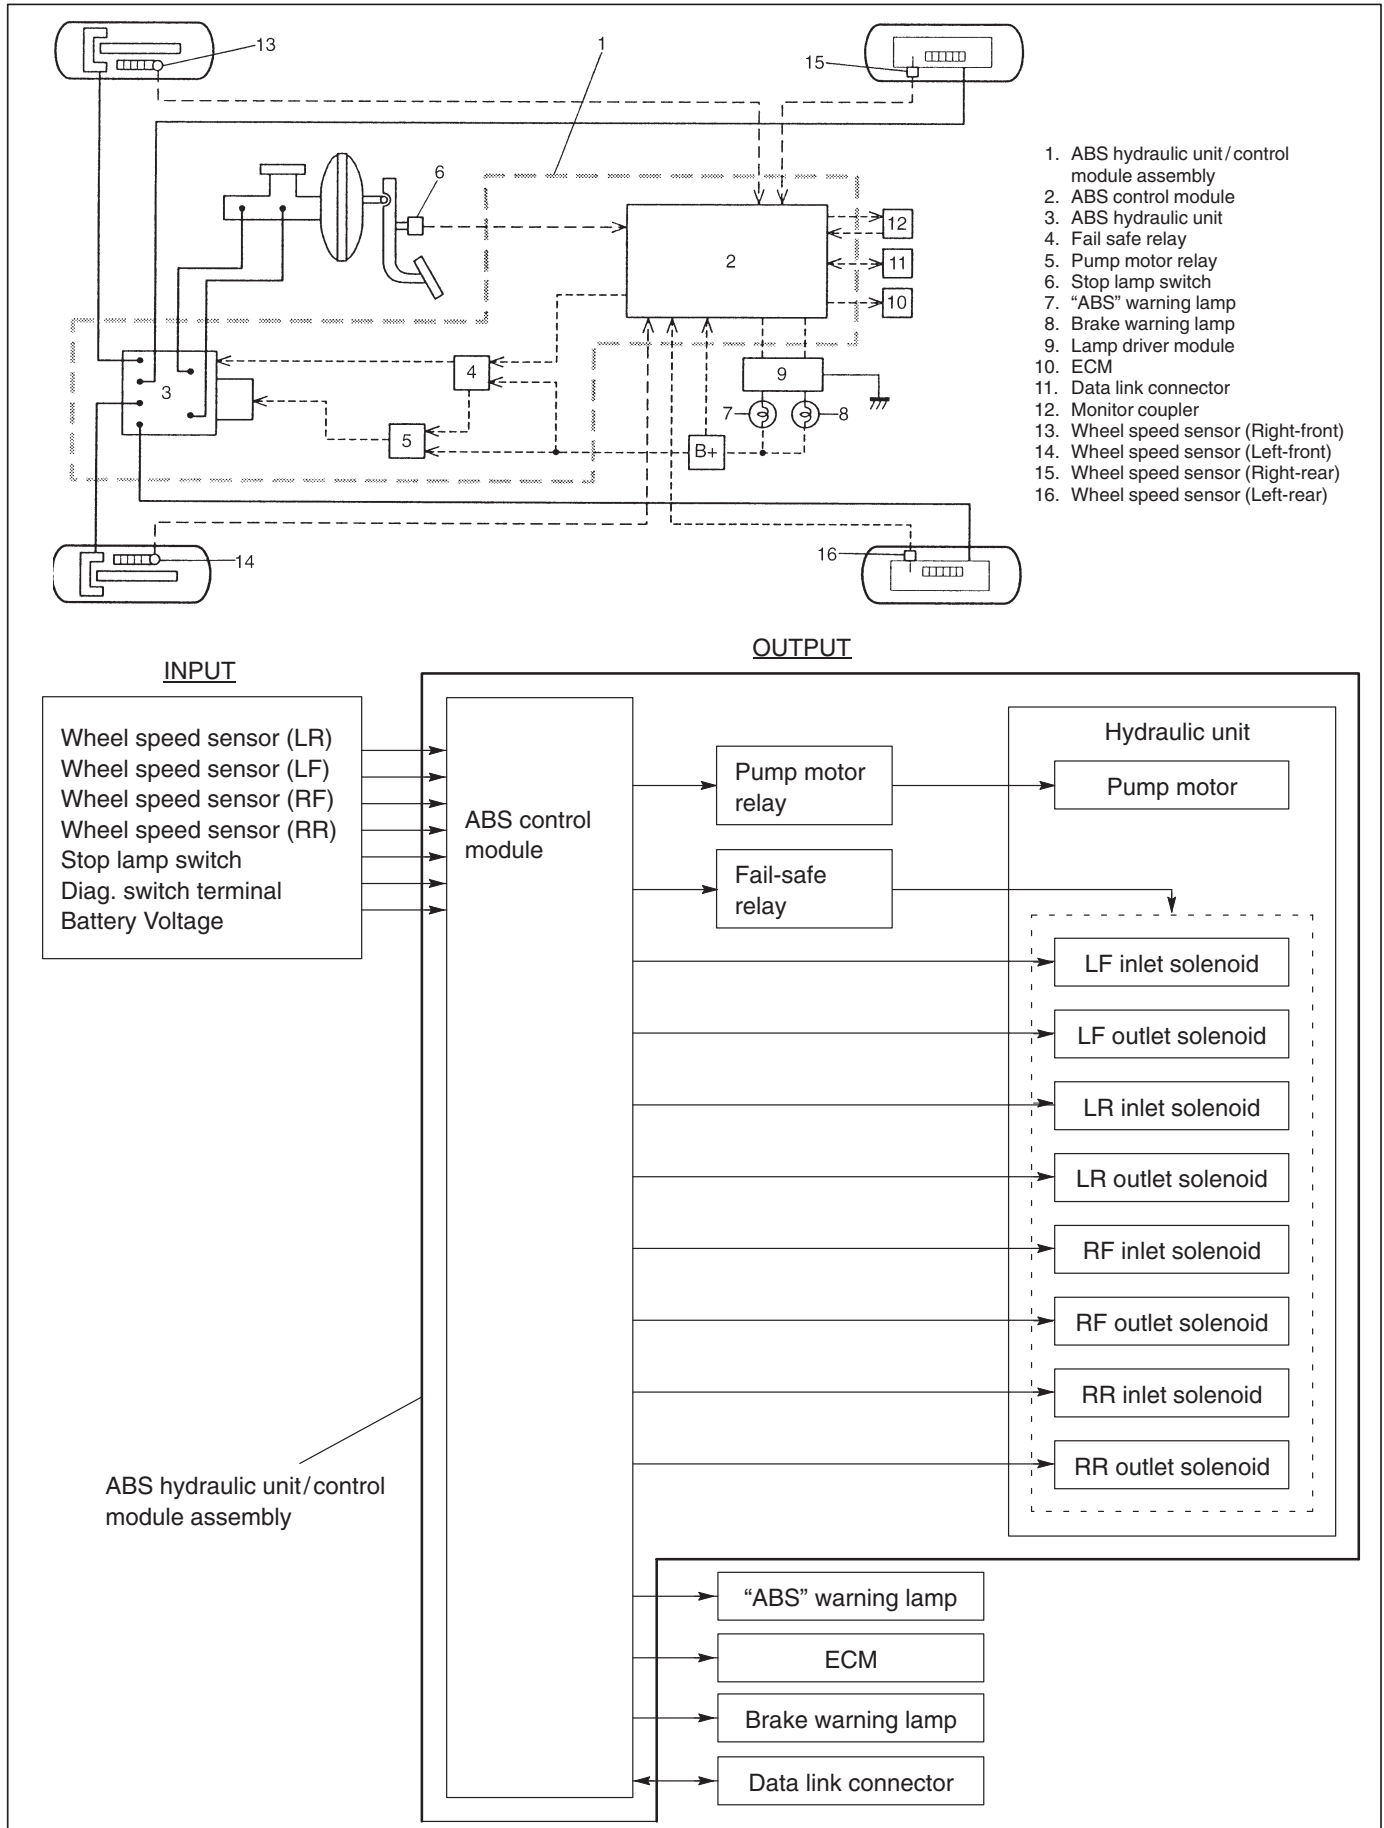 13
1
15
6
12
2
11
10
4
9
3
7
8
5
B+
14
16
1. ABS hydraulic unit/control
module assembly
2. ABS control module
3. ABS hydraulic unit
4. Fail safe relay
5. Pump motor relay
6. Stop lamp switch
7. “ABS” warning lamp
8. Brake warning lamp
9. Lamp driver module
10. ECM
11. Data link connector
12. Monitor coupler
13. Wheel speed sensor (Right-front)
14. Wheel speed sensor (Left-front)
15. Wheel speed sensor (Right-rear)
16. Wheel speed sensor (Left-rear)
INPUT
OUTPUT
Wheel speed sensor (LR)
Wheel speed sensor (LF)
Wheel speed sensor (RF)
Wheel speed sensor (RR)
Stop lamp switch
Diag. switch terminal
Battery Voltage
ABS control
module
Pump motor
relay
Fail-safe
relay
Hydraulic unit
Pump motor
LF inlet solenoid
LF outlet solenoid
LR inlet solenoid
LR outlet solenoid
RF inlet solenoid
RF outlet solenoid
RR inlet solenoid
RR outlet solenoid
ABS hydraulic unit/control
module assembly
“ABS” warning lamp
ECM
Brake warning lamp
Data link connector